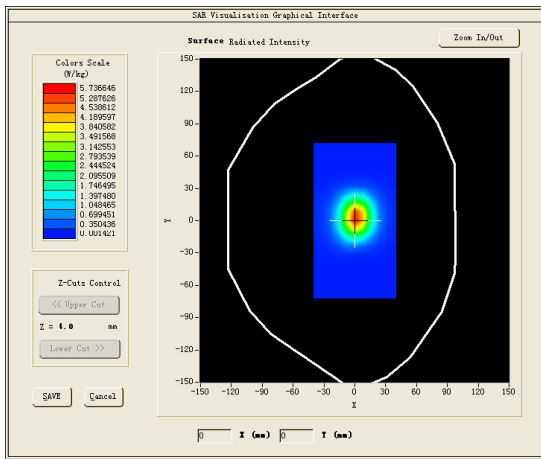 SAR Visualisation Graphical Interface
Surface Radiated Intensity
Zoom In/Out
Colors Scale
(W/kg)
5.736646
5.287626
4.538612
4.189597
3.840582
3.491568
3.142553
2.793539
2.444524
2.095509
1.746495
1.397480
1.048465
0.699451
0.350436
0.001421
150
120
90
60
30
0
-30
-60
-90
-120
-150
Y
-150 -120 -90 -60 -30 0 30 60 90 120 150
X
Z-Cuts Control
<< Upper Cut
Z = 4.0 mm
Lower Cut >>
SAVE Cancel
0 X (mm) 0 Y (mm)